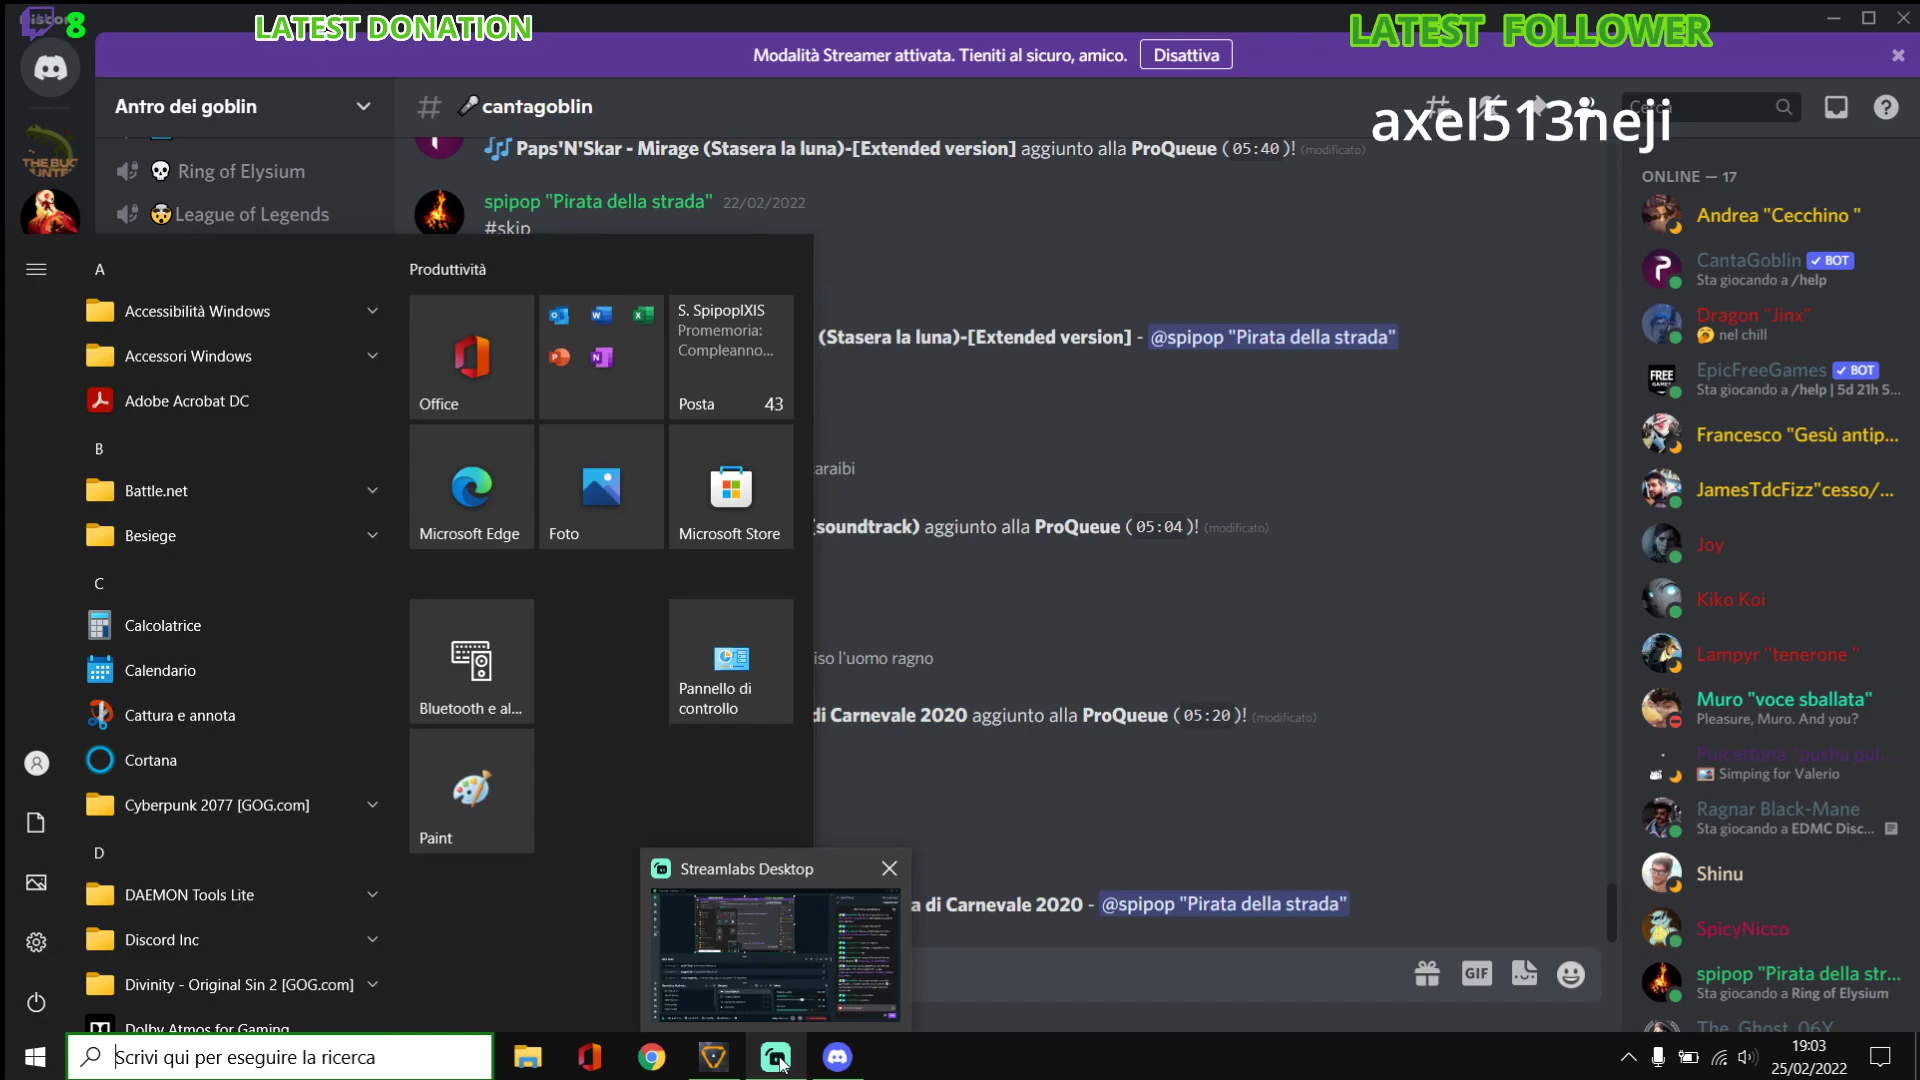 8
LATEST DONATION
LATEST FOLLOWER
Modalità Streamer attivata. Tieniti al sicuro, amico.
Disattiva
Antro dei goblin
cantagoblin
axel513neji
Paps'N'Skar - Mirage (Stasera la luna)-[Extended version] aggiunto alla ProQueue (05:40)! (modificato)
Ring of Elysium
League of Legends
spipop "Pirata della strada" 22/02/2022
#skip
(Stasera la luna)-[Extended version] - @spipop "Pirata della strada"
araibi
(soundtrack) aggiunto alla ProQueue (05:04)! (modificato)
iso l'uomo ragno
di Carnevale 2020 aggiunto alla ProQueue (05:20)! (modificato)
a di Carnevale 2020 - @spipop "Pirata della strada"
GIF
ONLINE — 17
Andrea "Cecchino "
CantaGoblin BOT
Sta giocando a /help
Dragon "Jinx"
nel chill
EpicFreeGames BOT
Sta giocando a /help | 5d 21h 5...
Francesco "Gesù antip...
JamesTdcFizz"cesso/...
Joy
Kiko Koi
Lampyr "tenerone "
Muro "voce sballata"
Pleasure, Muro. And you?
Pulcettona "pusha pul...
Simping for Valerio
Ragnar Black-Mane
Sta giocando a EDMC Disc...
Shinu
SpicyNicco
spipop "Pirata della str...
Sta giocando a Ring of Elysium
The_Ghost_06Y
A
Accessibilità Windows
Accessori Windows
Adobe Acrobat DC
B
Battle.net
Besiege
C
Calcolatrice
Calendario
Cattura e annota
Cortana
Cyberpunk 2077 [GOG.com]
D
DAEMON Tools Lite
Discord Inc
Divinity - Original Sin 2 [GOG.com]
Dolby Atmos for Gaming
Produttività
Office
S. SpipopIXIS
Promemoria:
Compleanno...
Posta 43
Microsoft Edge
Foto
Microsoft Store
Bluetooth e al...
Pannello di
controllo
Paint
Streamlabs Desktop
Scrivi qui per eseguire la ricerca
19:03
25/02/2022